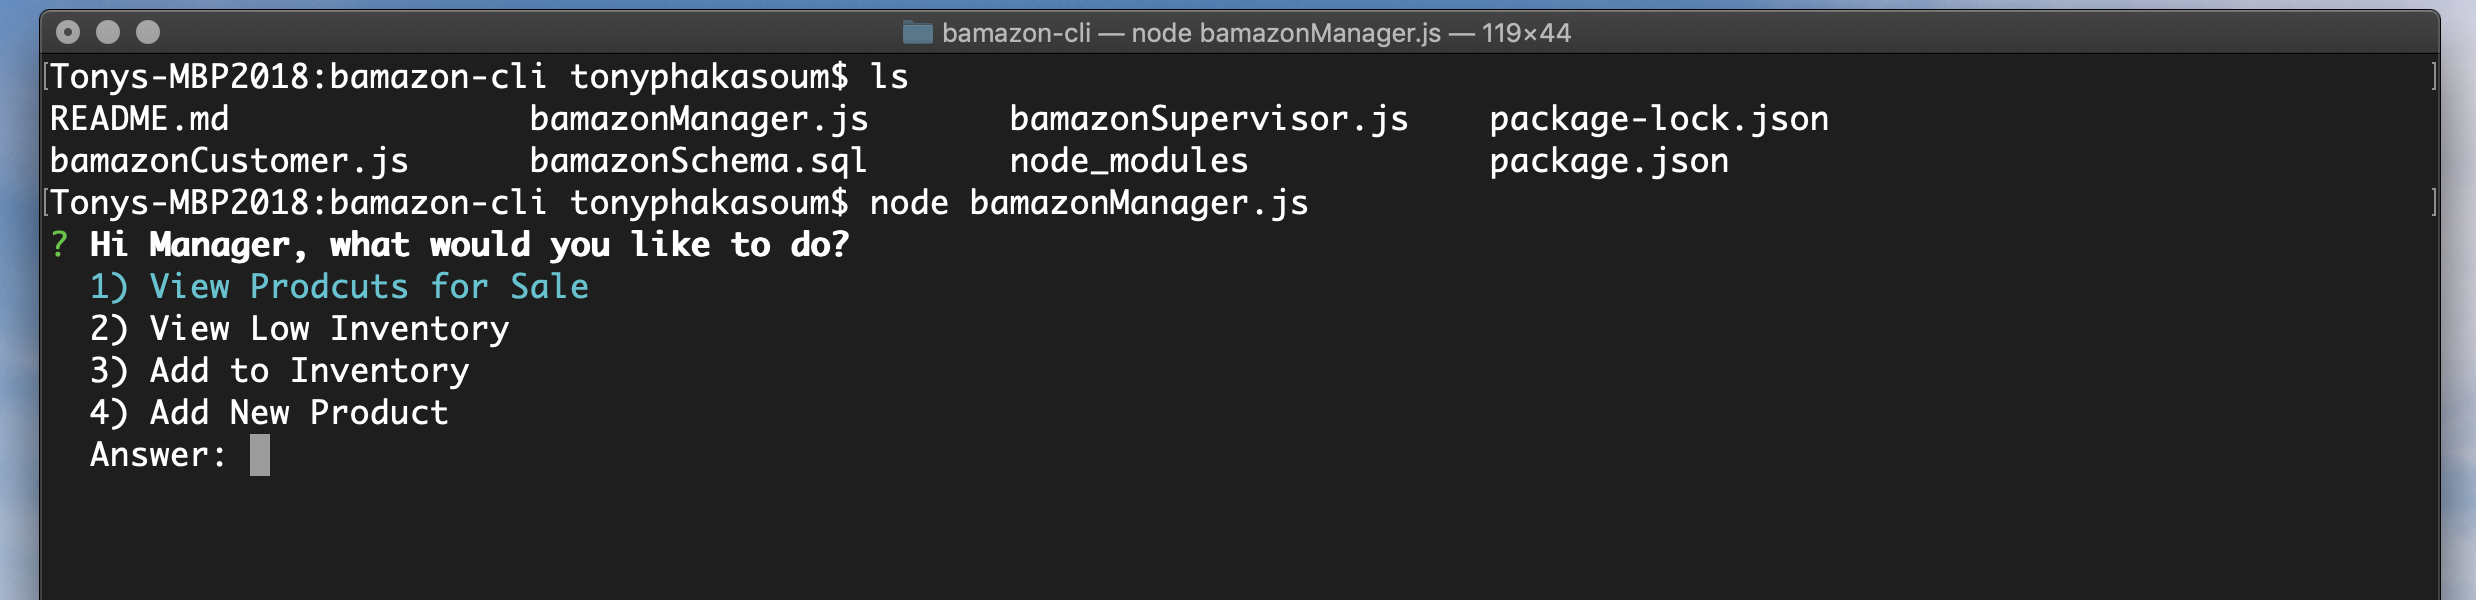 bamazon-cli — node bamazonManager.js — 119×44
[Tonys-MBP2018:bamazon-cli tonyphakasoum$ ls ]
README.md bamazonManager.js bamazonSupervisor.js package-lock.json
bamazonCustomer.js bamazonSchema.sql node_modules package.json
[Tonys-MBP2018:bamazon-cli tonyphakasoum$ node bamazonManager.js ]
? Hi Manager, what would you like to do?
1) View Prodcuts for Sale
2) View Low Inventory
3) Add to Inventory
4) Add New Product
Answer: